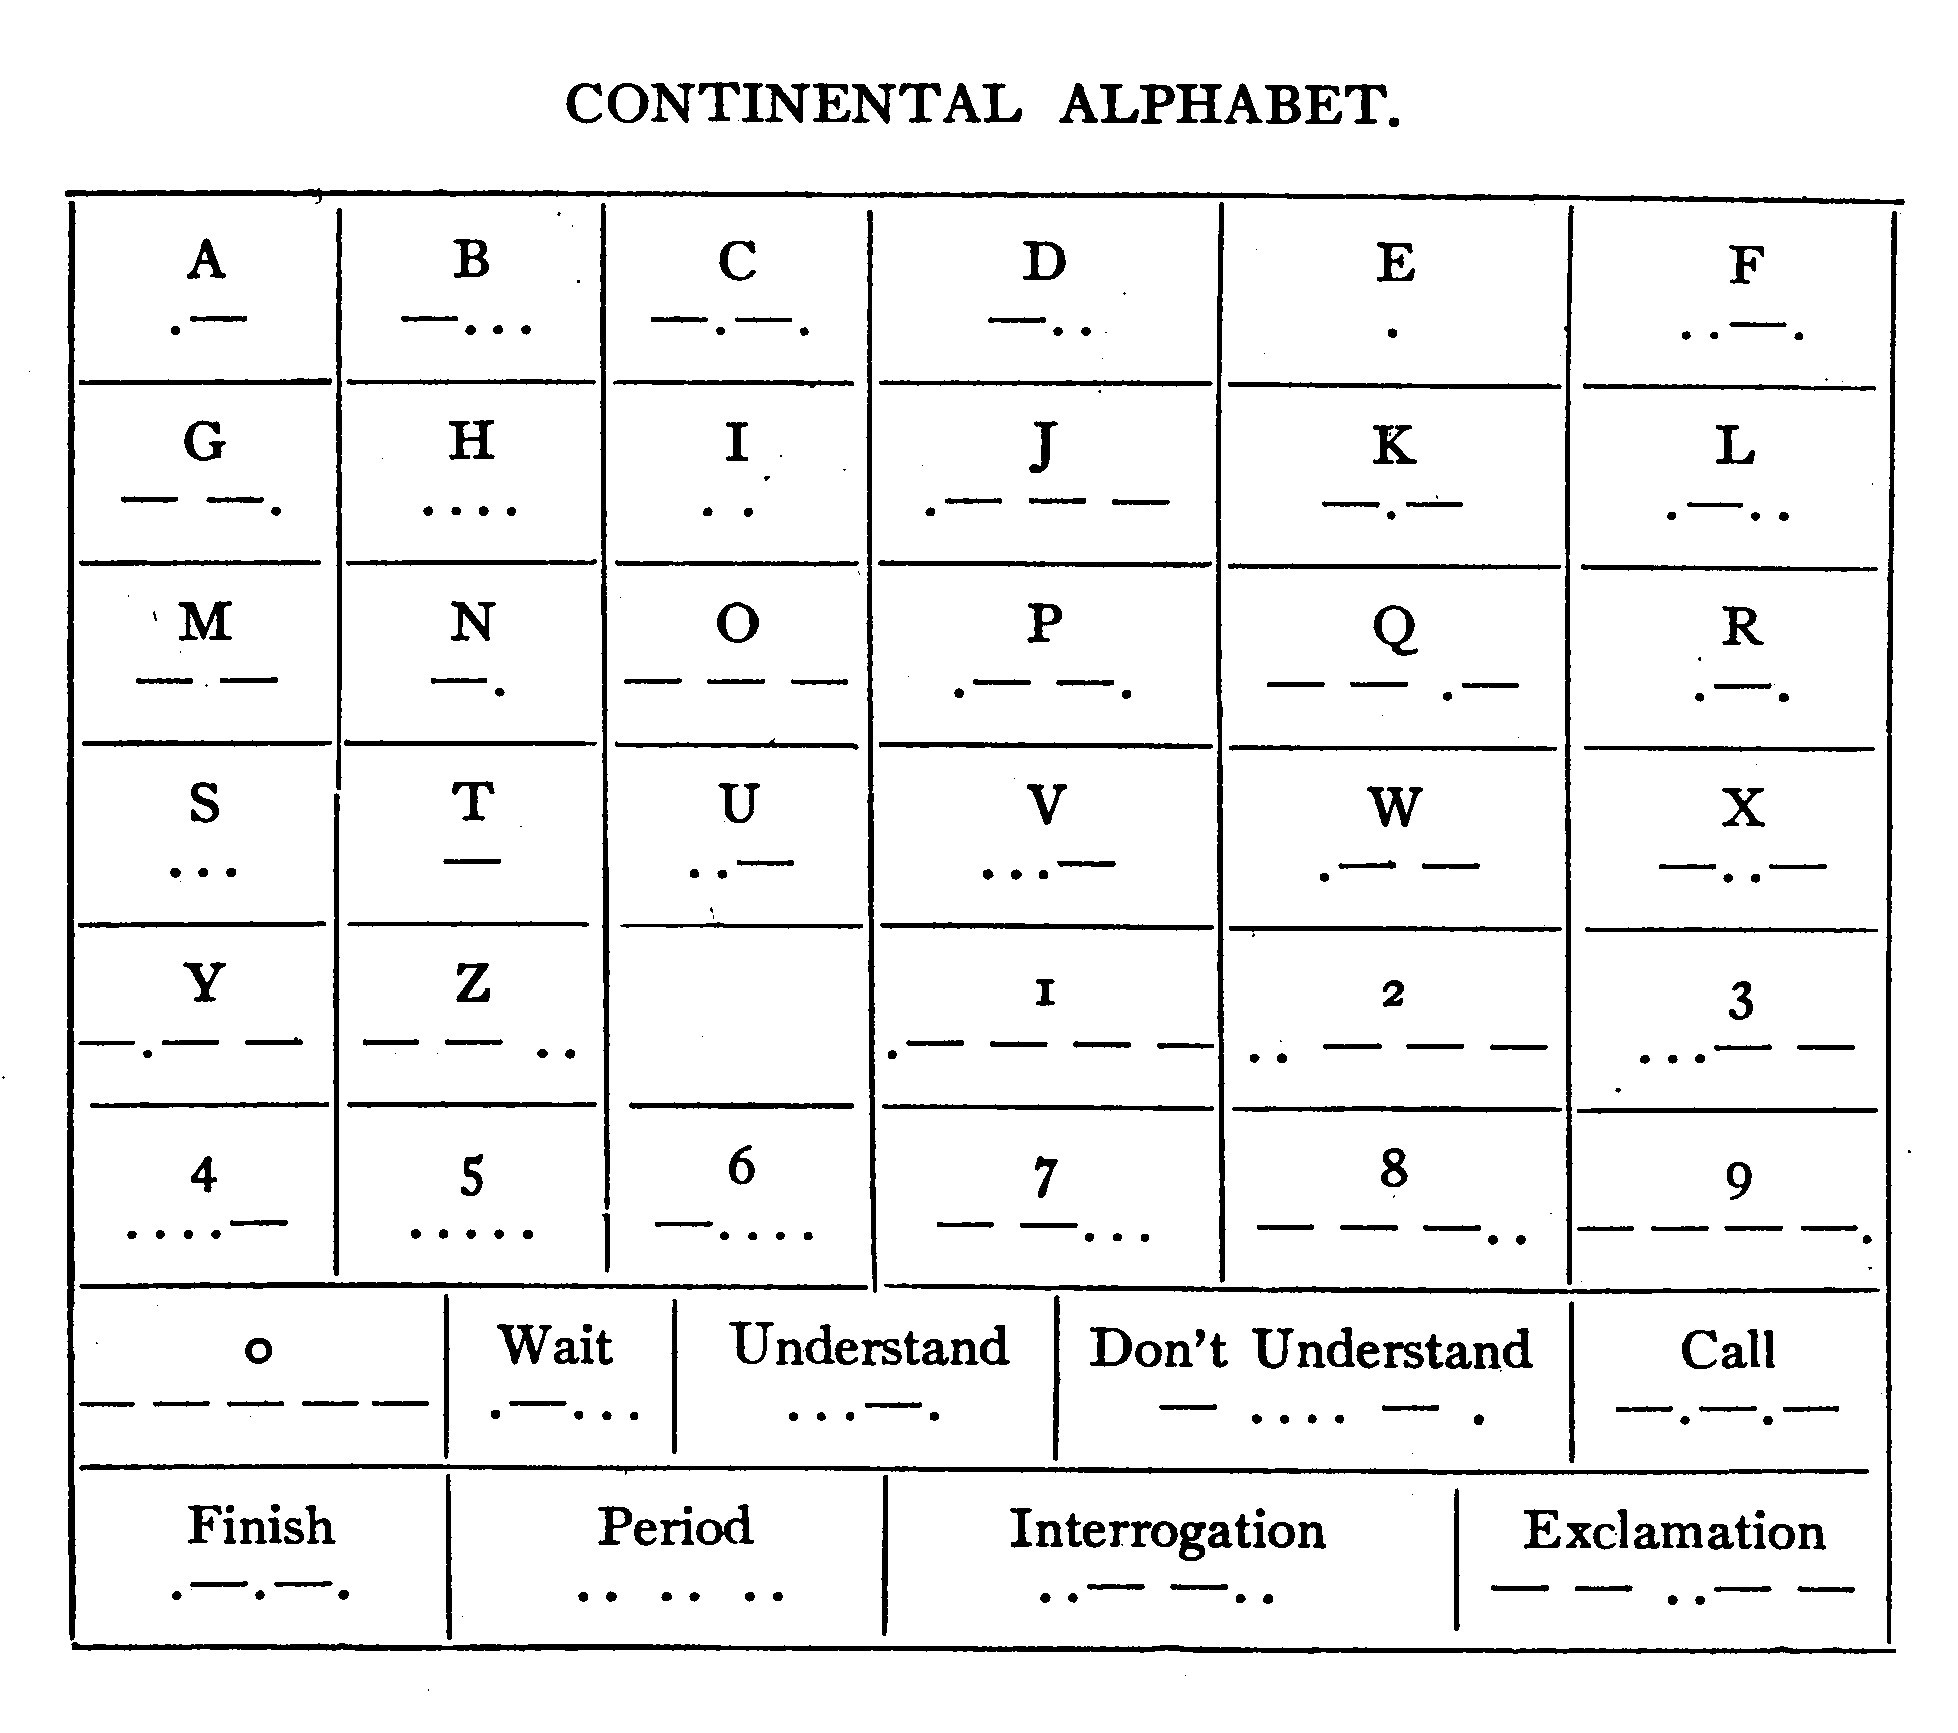 CONTINENTAL ALPHABET.
A B C D E F
.— —... —.—. —.. . ..—.
G H I J K L
— —. .... .. .— — — —.— .—..
M N O P Q R
— — —. — — — .— —. — — .— .—.
S T U V W X
... — ..— ...— .— — —..—
Y Z 1 2 3
—.— — — — .. .— — — — .. — — — ...— —
4 5 6 7 8 9
....— ..... —.... — —... — — —.. — — — —.
0 Wait Understand Don't Understand Call
— — — — — .—... ...—. — .... — . —.—.—
Finish Period Interrogation Exclamation
.—.—. .. .. .. ..— —.. — — ..— —